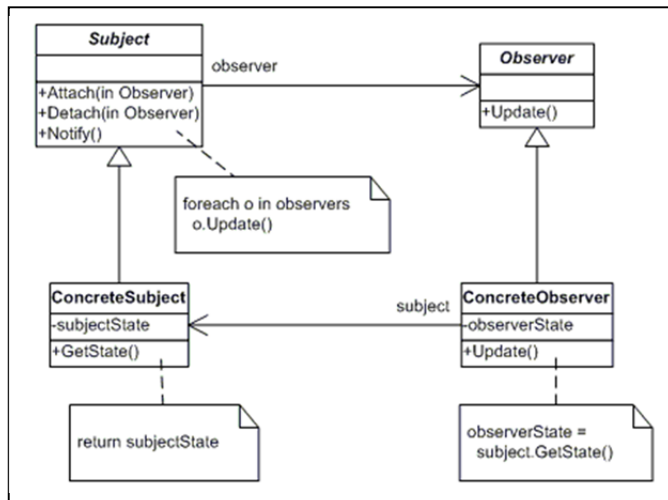 Subject
+Attach(in Observer)
+Detach(in Observer)
+Notify()
observer
Observer
+Update()
foreach o in observers
o.Update()
ConcreteSubject
-subjectState
+GetState()
subject
ConcreteObserver
-observerState
+Update()
return subjectState
observerState =
subject.GetState()